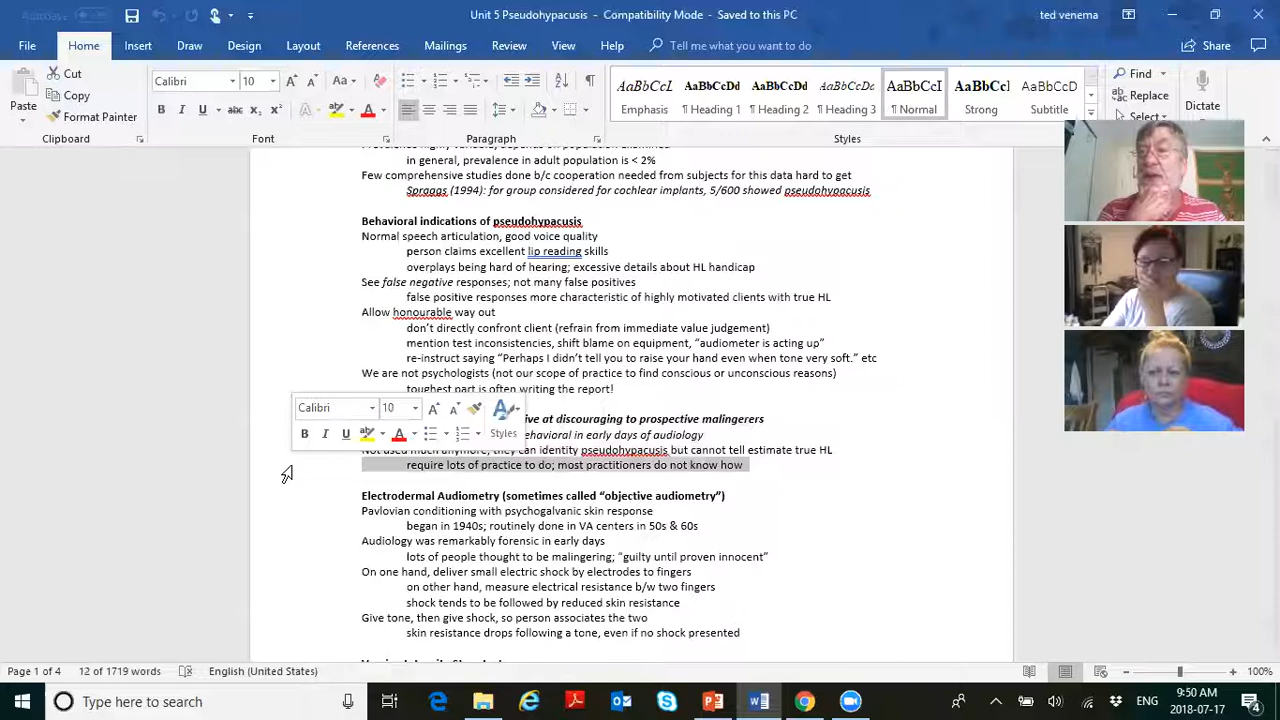 Unit 5 Pseudohypacusis - Compatibility Mode - Saved to this PC
ted venema
File Home Insert Draw Design Layout References Mailings Review View Help Tell me what you want to do Share
Paste
Cut
Copy
Format Painter
Clipboard
Calibri 10
Font
Paragraph
AaBbCcL AaBbCcDd AaBbCcDd AaBbCcDd AaBbCcI AaBbCc AaBbCcD
Emphasis ¶ Heading 1 ¶ Heading 2 ¶ Heading 3 ¶ Normal Strong Subtitle
Styles
Find
Replace
Select
Dictate
in general, prevalence in adult population is < 2%
Few comprehensive studies done b/c cooperation needed from subjects for this data hard to get
Spraggs (1994): for group considered for cochlear implants, 5/600 showed pseudohypacusis
Behavioral indications of pseudohypacusis
Normal speech articulation, good voice quality
person claims excellent lip reading skills
overplays being hard of hearing; excessive details about HL handicap
See false negative responses; not many false positives
false positive responses more characteristic of highly motivated clients with true HL
Allow honourable way out
don't directly confront client (refrain from immediate value judgement)
mention test inconsistencies, shift blame on equipment, "audiometer is acting up"
re-instruct saying "Perhaps I didn't tell you to raise your hand even when tone very soft." etc
We are not psychologists (not our scope of practice to find conscious or unconscious reasons)
toughest part is often writing the report!
Calibri 10
Styles
ive at discouraging to prospective malingerers
ehavioral in early days of audiology
Not used much anymore; they can identity pseudohypacusis but cannot tell estimate true HL
require lots of practice to do; most practitioners do not know how
Electrodermal Audiometry (sometimes called "objective audiometry")
Pavlovian conditioning with psychogalvanic skin response
began in 1940s; routinely done in VA centers in 50s & 60s
Audiology was remarkably forensic in early days
lots of people thought to be malingering; "guilty until proven innocent"
On one hand, deliver small electric shock by electrodes to fingers
on other hand, measure electrical resistance b/w two fingers
shock tends to be followed by reduced skin resistance
Give tone, then give shock, so person associates the two
skin resistance drops following a tone, even if no shock presented
Page 1 of 4 12 of 1719 words English (United States) 100%
Type here to search
ENG
9:50 AM
2018-07-17